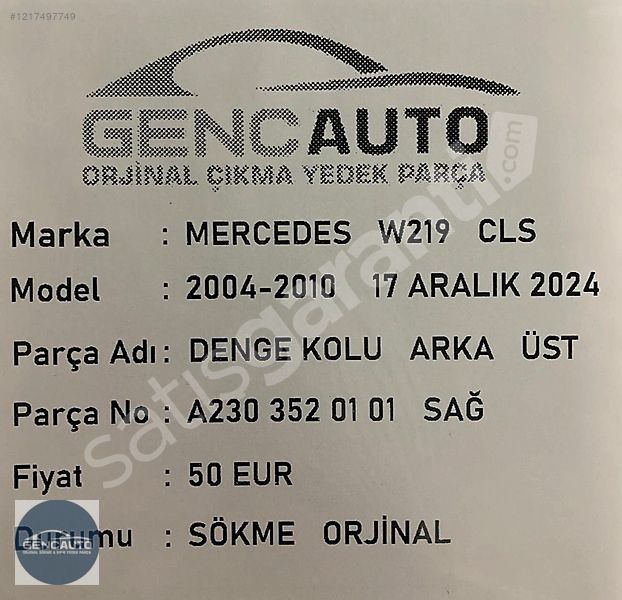 #1217497749
GENCAUTO
ORJİNAL ÇIKMA YEDEK PARÇA
Marka : MERCEDES W219 CLS
Model : 2004-2010 17 ARALIK 2024
Parça Adı : DENGE KOLU ARKA ÜST
Parça No : A230 352 01 01 SAĞ
Fiyat : 50 EUR
Durumu : SÖKME ORJİNAL
satışgaranti.com
GENCAUTO